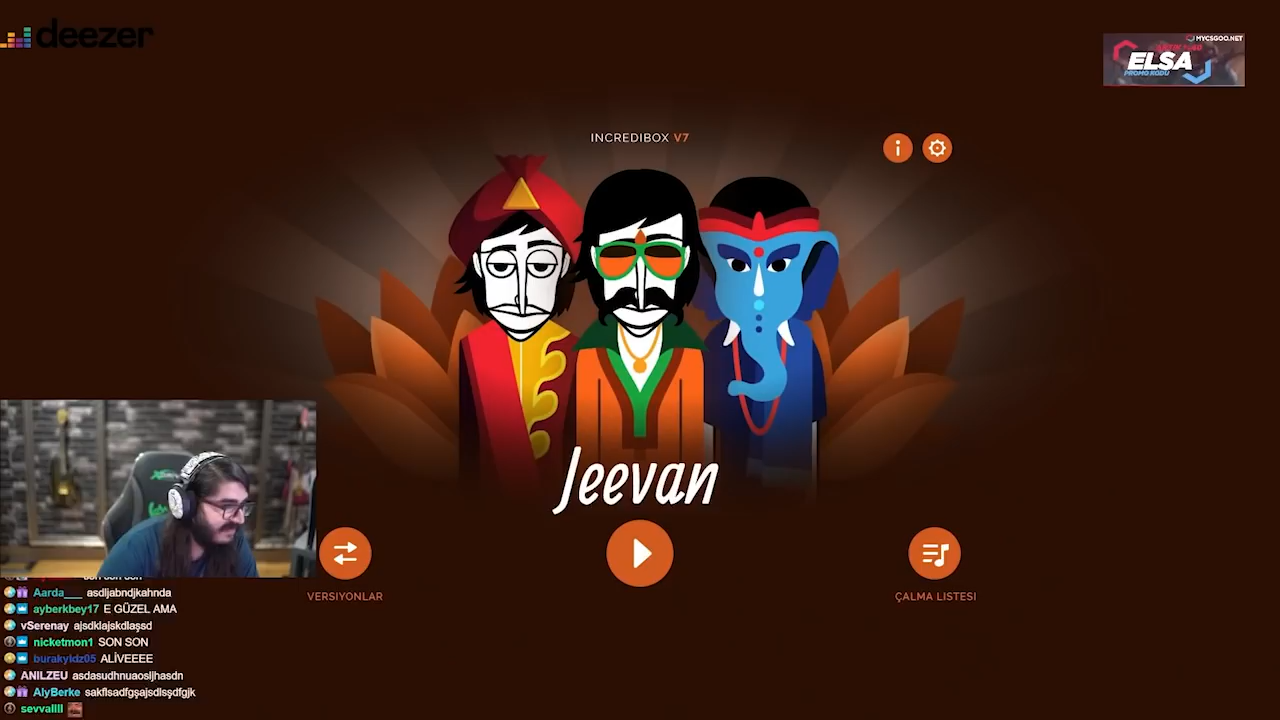 deezer
MYCSGOO.NET
ELSA
PROMO KODU
INCREDIBOX V7
Jeevan
VERSIYONLAR
ÇALMA LISTESI
Aarda___ asdljabndjkahnda
ayberkbey17 E GÜZEL AMA
vSerenay ajsdklajskdlaşsd
nicketmon1 SON SON
burakyldz05 ALİVEEEE
ANILZEU asdasudhnuaosljhasdn
AlyBerke sakflsadfgşajsdlsşdfgjk
sevvallll